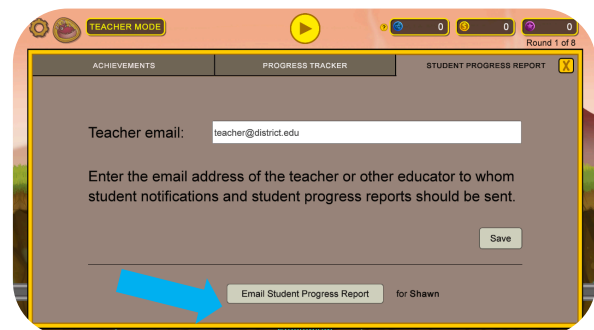 TEACHER MODE
? 0 0 0
Round 1 of 8
ACHIEVEMENTS PROGRESS TRACKER STUDENT PROGRESS REPORT X
Teacher email: teacher@district.edu
Enter the email address of the teacher or other educator to whom
student notifications and student progress reports should be sent.
Save
Email Student Progress Report for Shawn